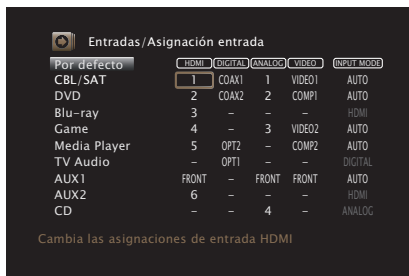 Entradas/Asignación entrada
Por defecto HDMI DIGITAL ANALOG VIDEO INPUT MODE
CBL/SAT 1 COAX1 1 VIDEO1 AUTO
DVD 2 COAX2 2 COMP1 AUTO
Blu-ray 3 – – – HDMI
Game 4 – 3 VIDEO2 AUTO
Media Player 5 OPT2 – COMP2 AUTO
TV Audio – OPT1 – – DIGITAL
AUX1 FRONT – FRONT FRONT AUTO
AUX2 6 – – – HDMI
CD – – 4 – ANALOG
Cambia las asignaciones de entrada HDMI